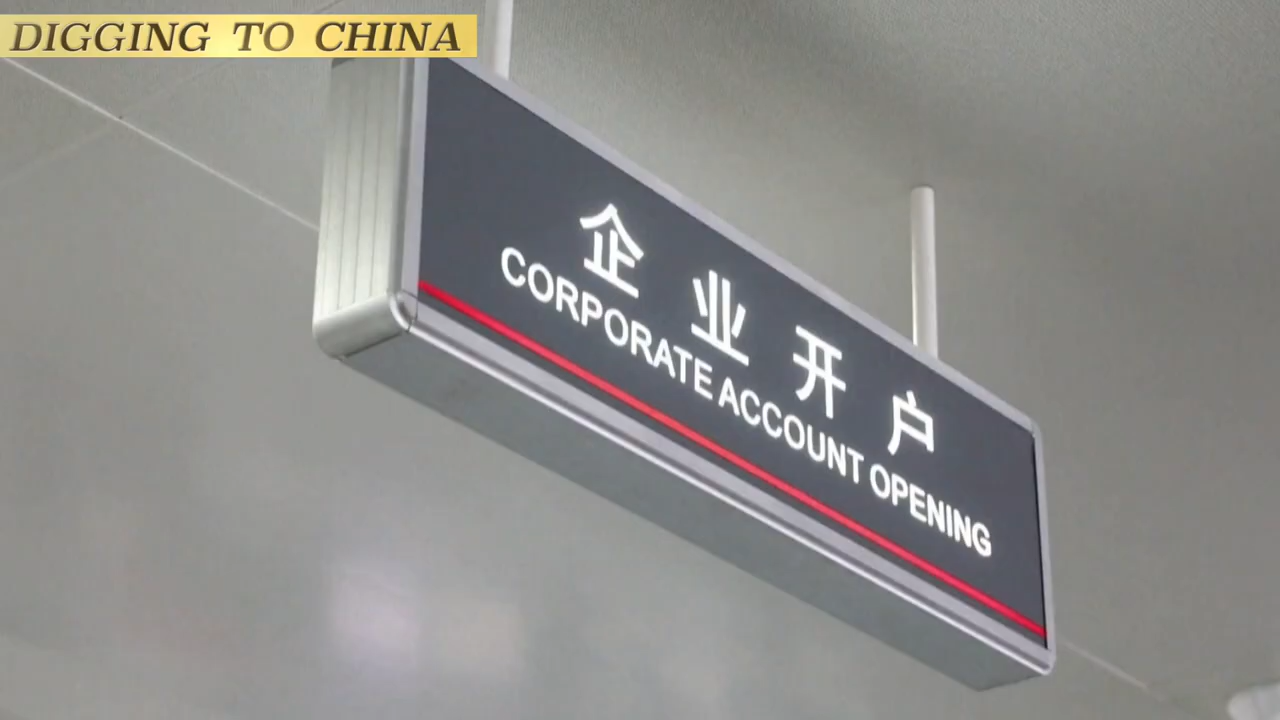 DIGGING TO CHINA
企业开户
CORPORATE ACCOUNT OPENING